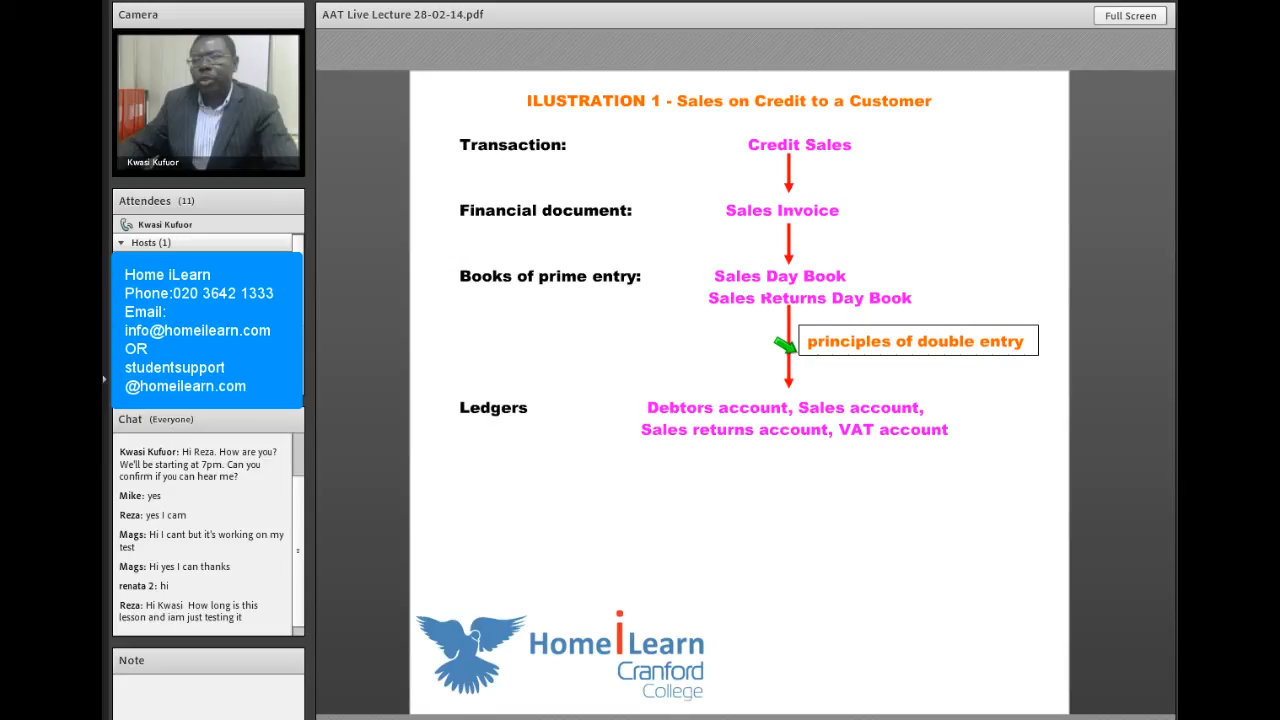 Camera
Kwasi Kufuor
Attendees (11)
Kwasi Kufuor
Hosts (1)
Home iLearn
Phone:020 3642 1333
Email:
info@homeilearn.com
OR
studentsupport
@homeilearn.com
Chat (Everyone)
Kwasi Kufuor: Hi Reza. How are you?
We'll be starting at 7pm. Can you
confirm if you can hear me?
Mike: yes
Reza: yes I cam
Mags: Hi I cant but it's working on my
test
Mags: Hi yes I can thanks
renata 2: hi
Reza: Hi Kwasi How long is this
lesson and iam just testing it
Note
AAT Live Lecture 28-02-14.pdf
Full Screen
ILUSTRATION 1 - Sales on Credit to a Customer
Transaction: Credit Sales
Financial document: Sales Invoice
Books of prime entry: Sales Day Book
Sales Returns Day Book
principles of double entry
Ledgers Debtors account, Sales account,
Sales returns account, VAT account
Home iLearn
Cranford
College